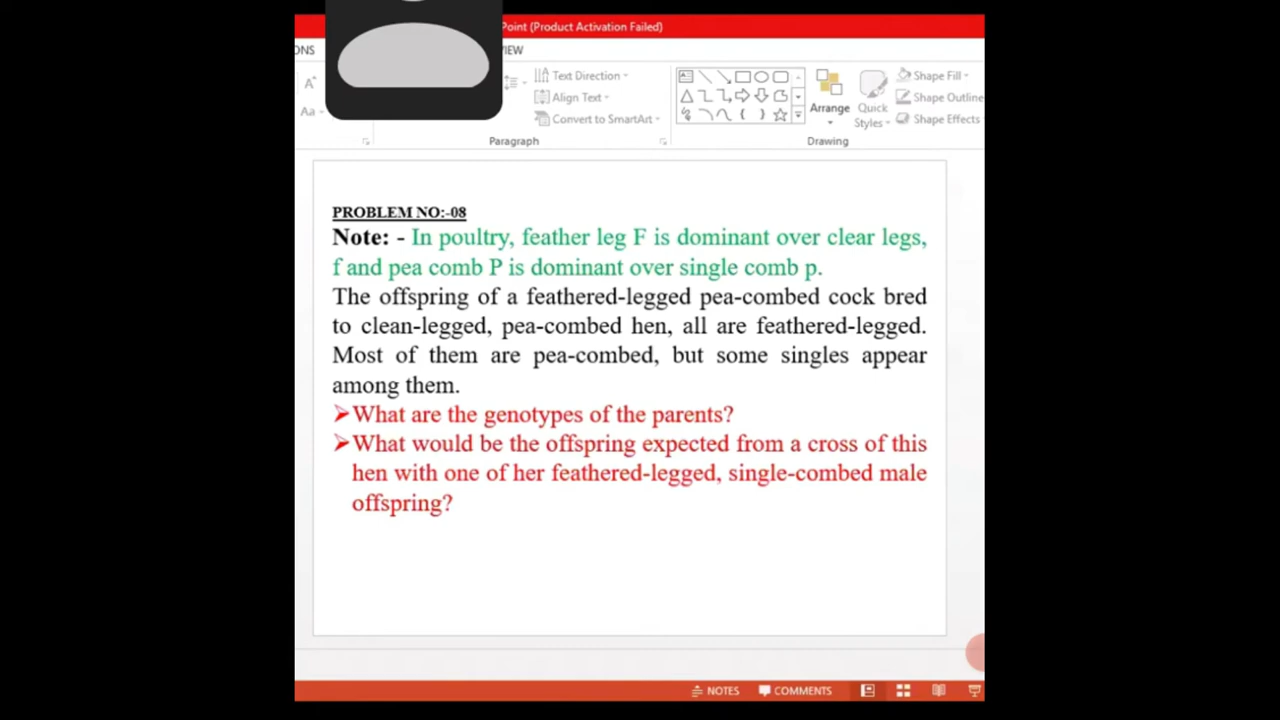 Point (Product Activation Failed)
ONS
IEW
A
Text Direction
Shape Fill
Aa
Align Text
Arrange
Quick
Shape Outline
Convert to SmartArt
Styles
Shape Effects
Paragraph
Drawing
PROBLEM NO:-08
Note: - In poultry, feather leg F is dominant over clear legs,
f and pea comb P is dominant over single comb p.
The offspring of a feathered-legged pea-combed cock bred
to clean-legged, pea-combed hen, all are feathered-legged.
Most of them are pea-combed, but some singles appear
among them.
➢What are the genotypes of the parents?
➢What would be the offspring expected from a cross of this
hen with one of her feathered-legged, single-combed male
offspring?
NOTES
COMMENTS